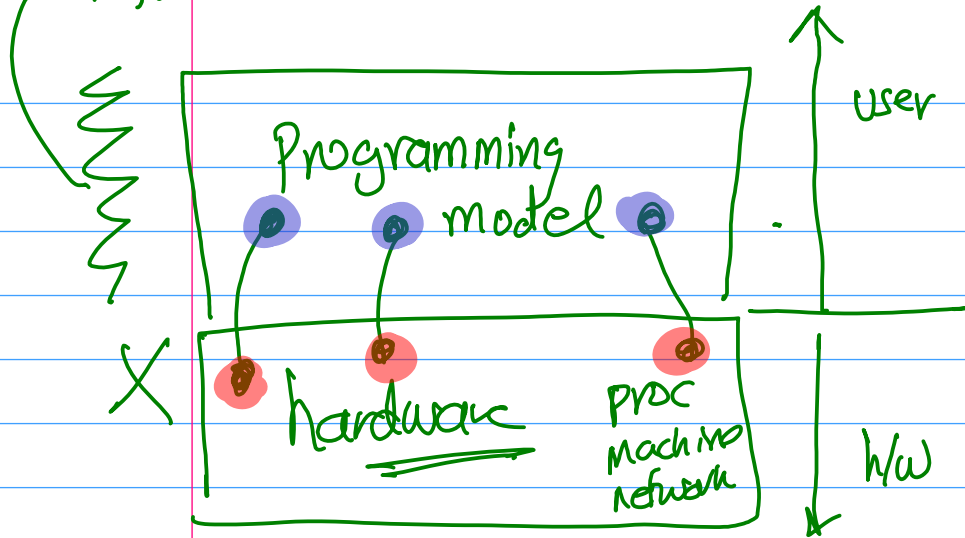 user
Programming
model
X
hardware
proc
machine
network
h/w